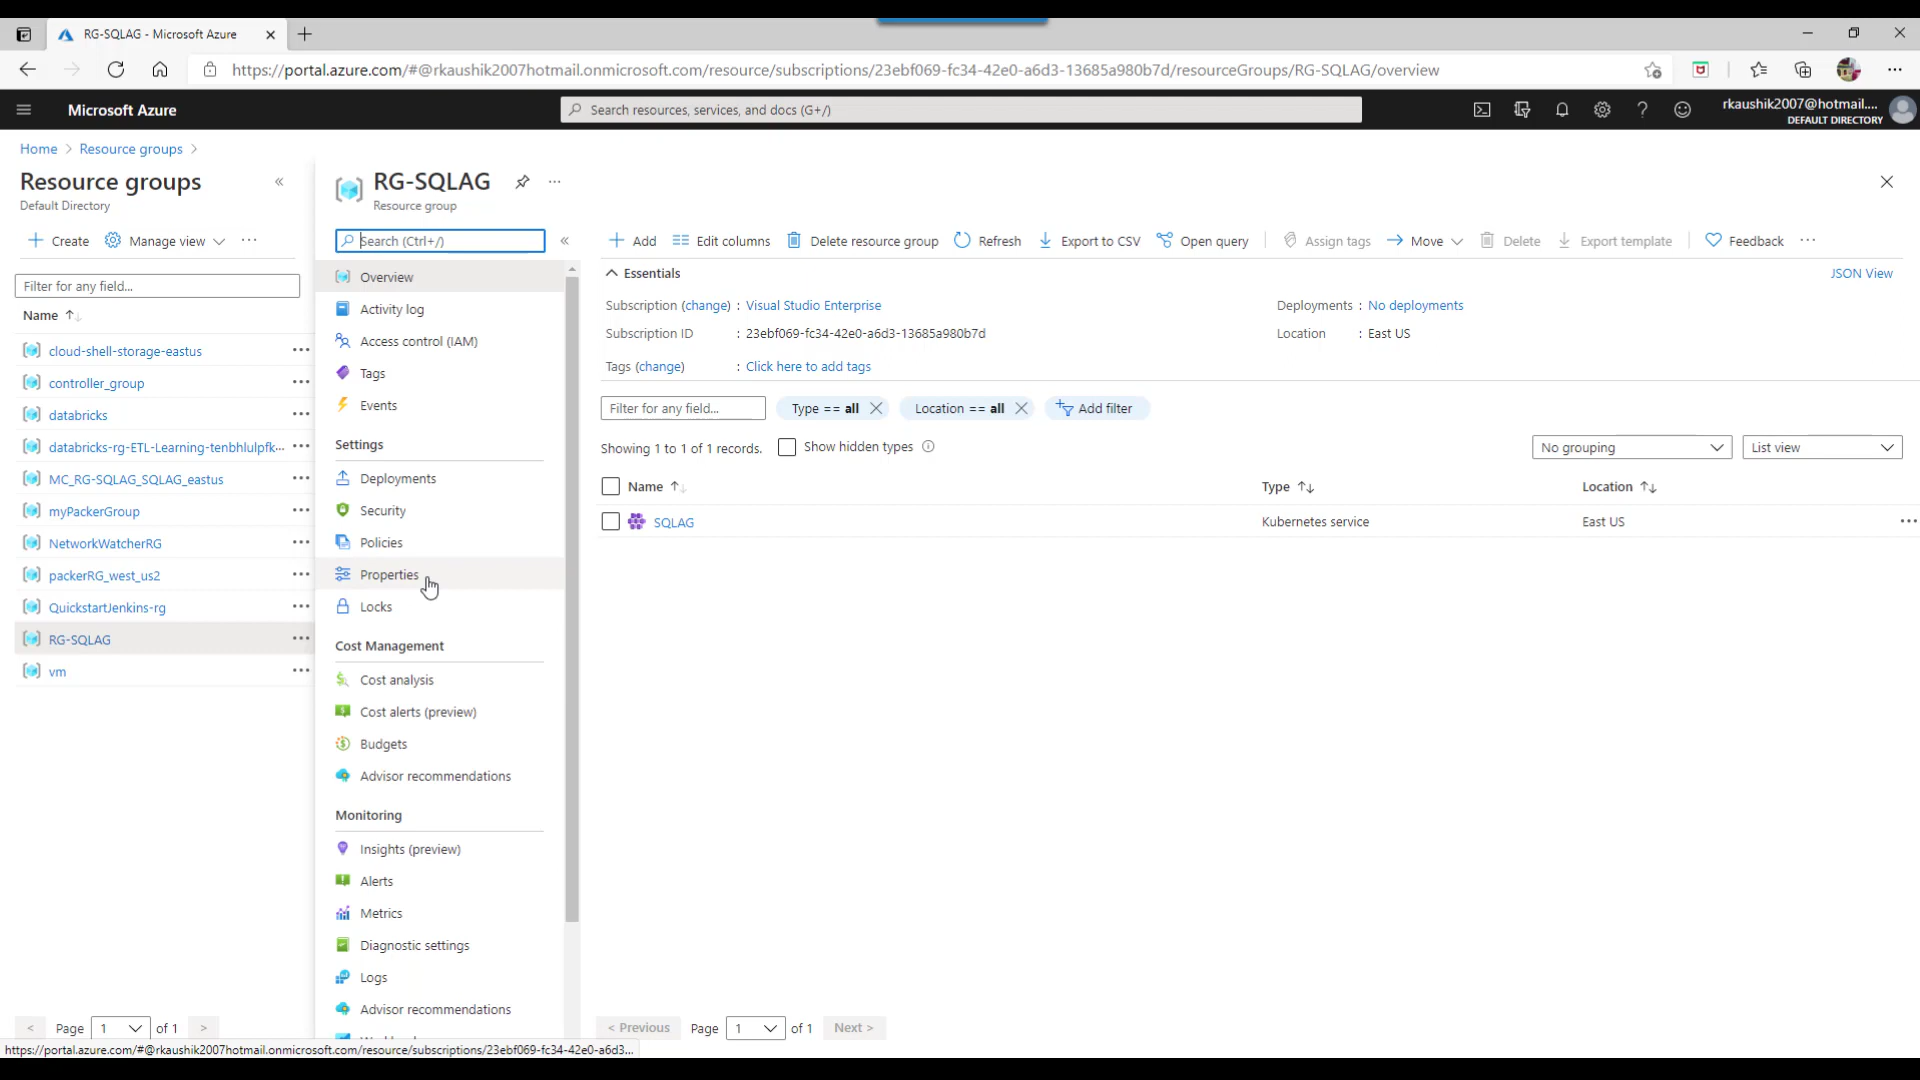 RG-SQLAG - Microsoft Azure
https://portal.azure.com/#@rkaushik2007hotmail.onmicrosoft.com/resource/subscriptions/23ebf069-fc34-42e0-a6d3-13685a980b7d/resourceGroups/RG-SQLAG/overview
Microsoft Azure
Search resources, services, and docs (G+/)
rkaushik2007@hotmail....
DEFAULT DIRECTORY
Home > Resource groups >
Resource groups
Default Directory
Create
Manage view
Filter for any field...
Name
cloud-shell-storage-eastus
controller_group
databricks
databricks-rg-ETL-Learning-tenbhlulpfk...
MC_RG-SQLAG_SQLAG_eastus
myPackerGroup
NetworkWatcherRG
packerRG_west_us2
QuickstartJenkins-rg
RG-SQLAG
vm
< Page 1 of 1 >
RG-SQLAG
Resource group
Search (Ctrl+/)
Overview
Activity log
Access control (IAM)
Tags
Events
Settings
Deployments
Security
Policies
Properties
Locks
Cost Management
Cost analysis
Cost alerts (preview)
Budgets
Advisor recommendations
Monitoring
Insights (preview)
Alerts
Metrics
Diagnostic settings
Logs
Advisor recommendations
Add Edit columns Delete resource group Refresh Export to CSV Open query Assign tags Move Delete Export template Feedback
Essentials
JSON View
Subscription (change) : Visual Studio Enterprise
Deployments : No deployments
Subscription ID : 23ebf069-fc34-42e0-a6d3-13685a980b7d
Location : East US
Tags (change) : Click here to add tags
Filter for any field... Type == all Location == all Add filter
Showing 1 to 1 of 1 records. Show hidden types
No grouping List view
Name Type Location
SQLAG Kubernetes service East US
< Previous Page 1 of 1 Next >
https://portal.azure.com/#@rkaushik2007hotmail.onmicrosoft.com/resource/subscriptions/23ebf069-fc34-42e0-a6d3...